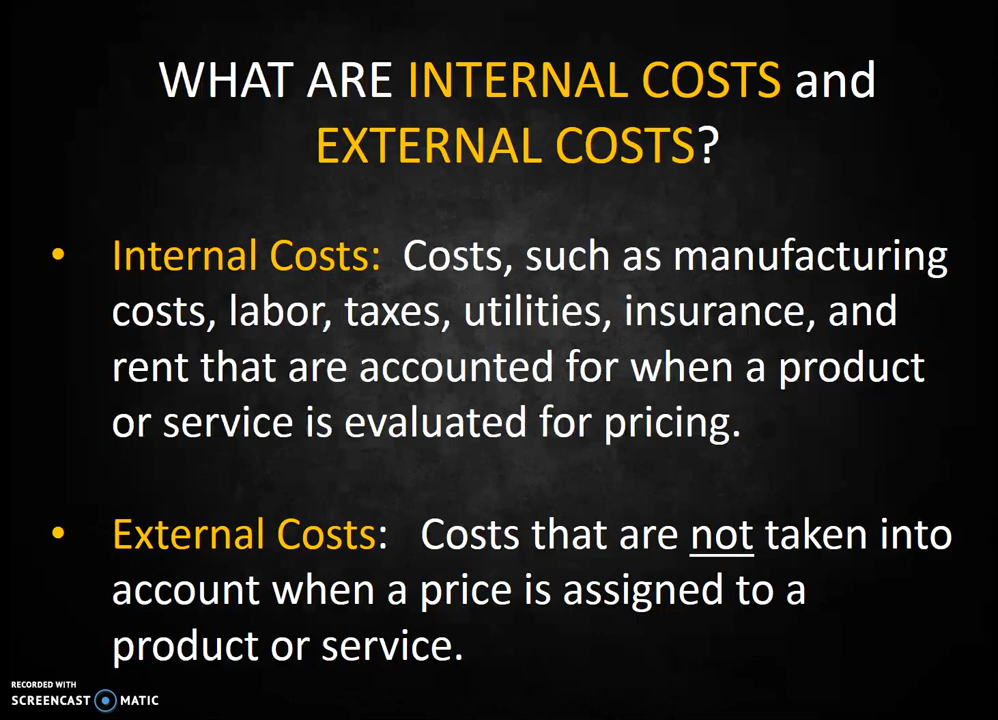 WHAT ARE INTERNAL COSTS and
EXTERNAL COSTS?
• Internal Costs: Costs, such as manufacturing
costs, labor, taxes, utilities, insurance, and
rent that are accounted for when a product
or service is evaluated for pricing.
• External Costs: Costs that are not taken into
account when a price is assigned to a
product or service.
RECORDED WITH
SCREENCAST MATIC